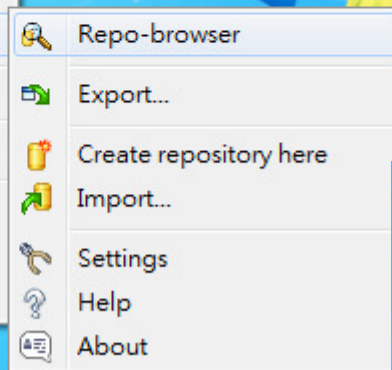 Repo-browser
Export...
Create repository here
Import...
Settings
Help
About